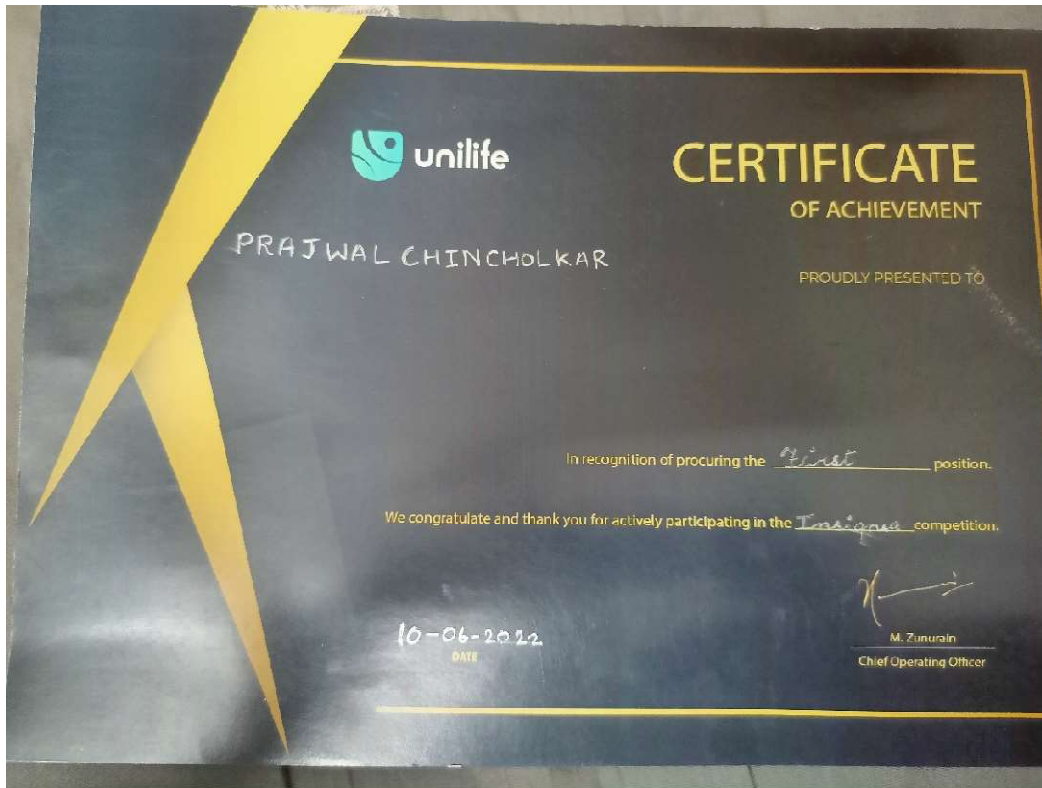 unilife
CERTIFICATE
OF ACHIEVEMENT
PRAJWAL CHINCHOLKAR
PROUDLY PRESENTED TO
In recognition of procuring the First position.
We congratulate and thank you for actively participating in the Insignea competition.
10-06-2022
DATE
M. Zunurain
Chief Operating Officer